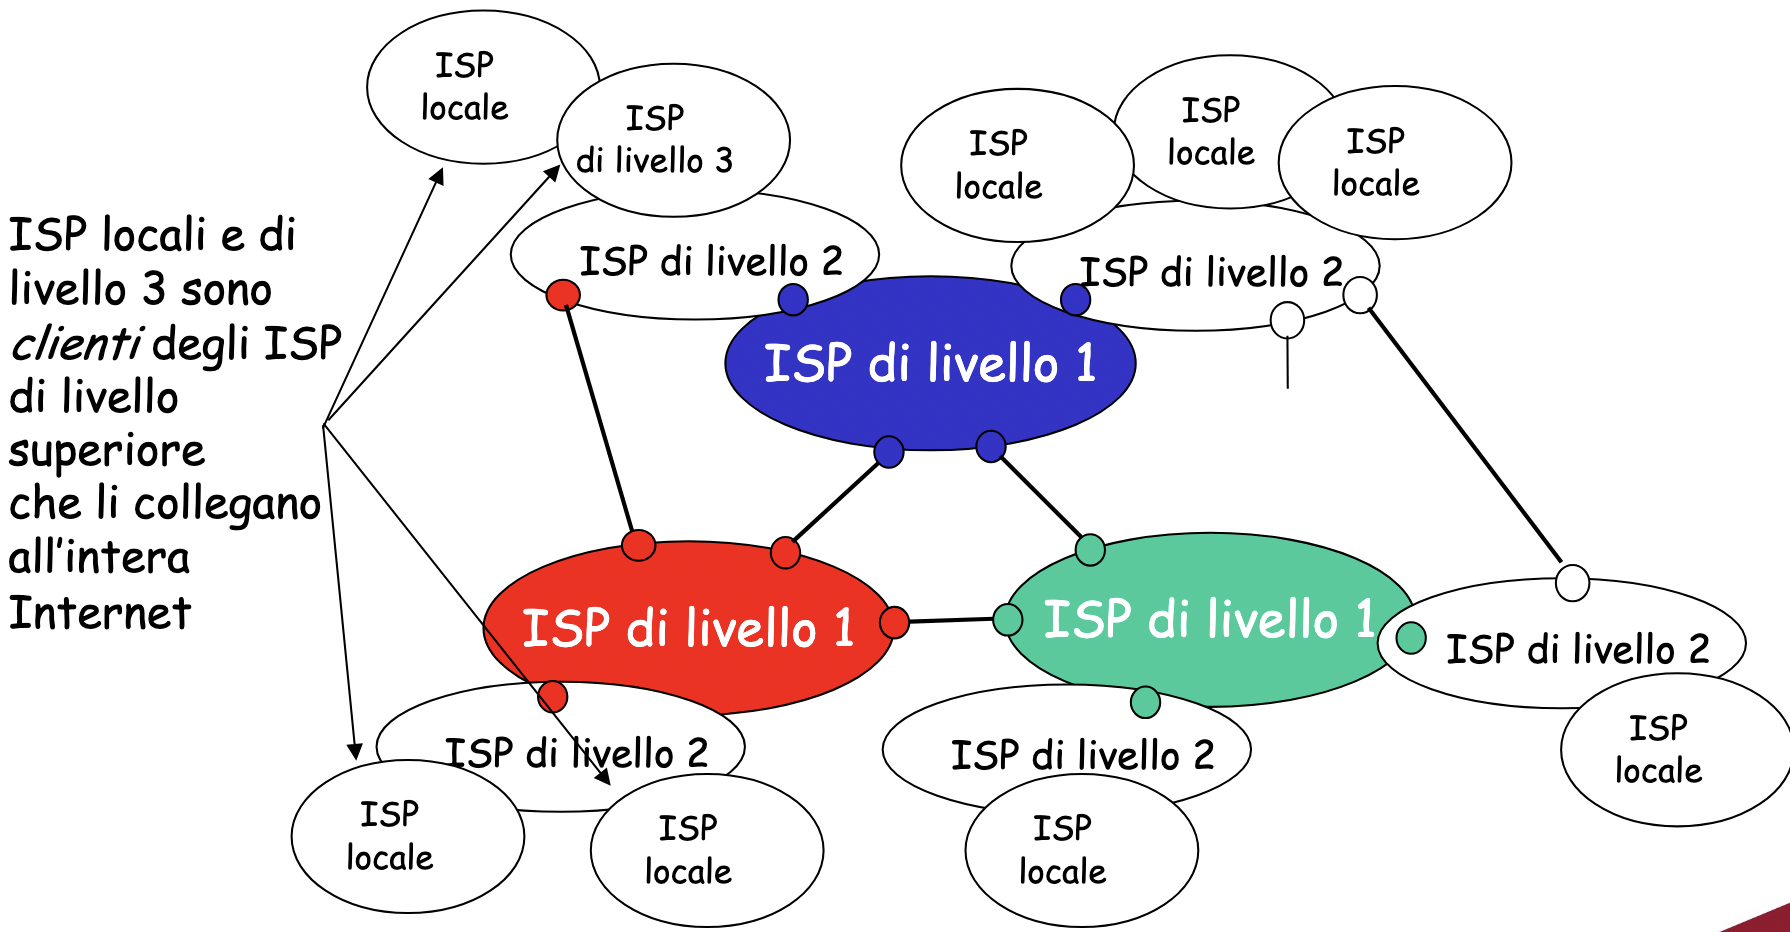 ISP
locale
ISP
di livello 3
ISP
locale
ISP
locale
ISP
locale
ISP locali e di
livello 3 sono
clienti degli ISP
di livello
superiore
che li collegano
all'intera
Internet
ISP di livello 2
ISP di livello 2
ISP di livello 1
ISP di livello 1
ISP di livello 1
ISP di livello 2
ISP di livello 2
ISP di livello 2
ISP
locale
ISP
locale
ISP
locale
ISP
locale